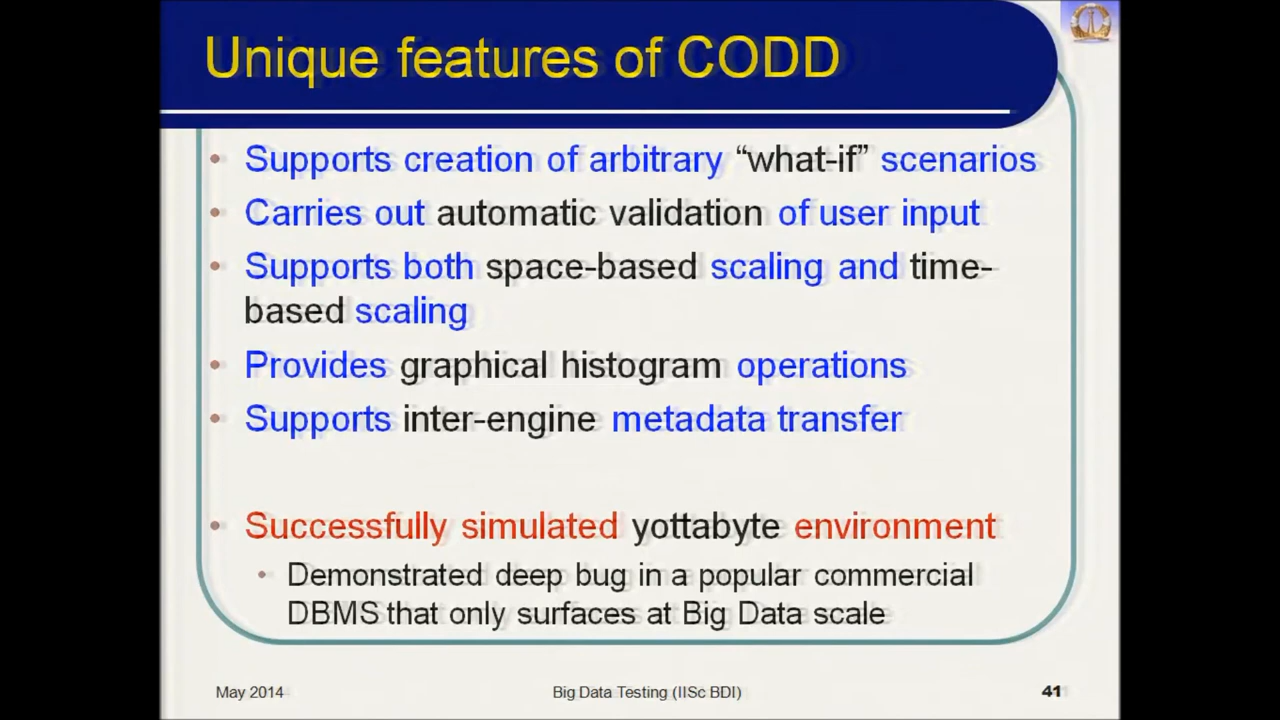 Unique features of CODD
• Supports creation of arbitrary “what-if” scenarios
• Carries out automatic validation of user input
• Supports both space-based scaling and time-
based scaling
• Provides graphical histogram operations
• Supports inter-engine metadata transfer
• Successfully simulated yottabyte environment
• Demonstrated deep bug in a popular commercial
DBMS that only surfaces at Big Data scale
May 2014 Big Data Testing (IISc BDI) 41